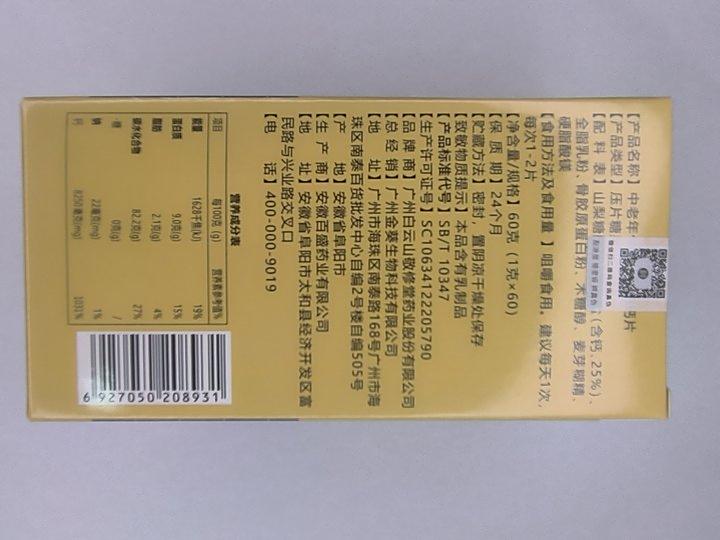 【产品名称】中老年 钙片
【产品类型】压片糖
【配 料 表】山梨糖 （含钙25%）、
全脂乳粉、骨胶原蛋白粉、木糖醇、麦芽糊精、
硬脂酸镁
【食用方法及食用量 】咀嚼食用。建议每天1次，
每次1-2片
【净含量/规格】60克（1克×60）
【保 质 期】24个月
贮藏方法：密封，置阴凉干燥处保存
【致敏物质提示】本品含有乳制品
【产品标准代号】SB/T 10347
【生产许可证号】SC10634122205790
【品 牌 商】广州白云山敬修堂药业股份有限公司
【总 经 销】广州金葵生物科技有限公司
【地 址】广州市海珠区南泰路168号广州市海
珠区南泰百货批发中心自编2号楼自编505号
【产 地】安徽省阜阳市
【生 产 商】安徽百盛药业有限公司
【地 址】安徽省阜阳市太和县经济开发区富
民路与兴业路交叉口
【电 话】400-000-9019
营养成分表
项目 每100克（g） 营养素参考值%
能量 1628千焦(kJ) 19%
蛋白质 9.0克(g) 15%
脂肪 2.1克(g) 4%
碳水化合物 82.2克(g) 27%
-糖 0克(g) /
钠 22毫克(mg) 1%
钙 8250毫克(mg) 1031%
6 927050 208931